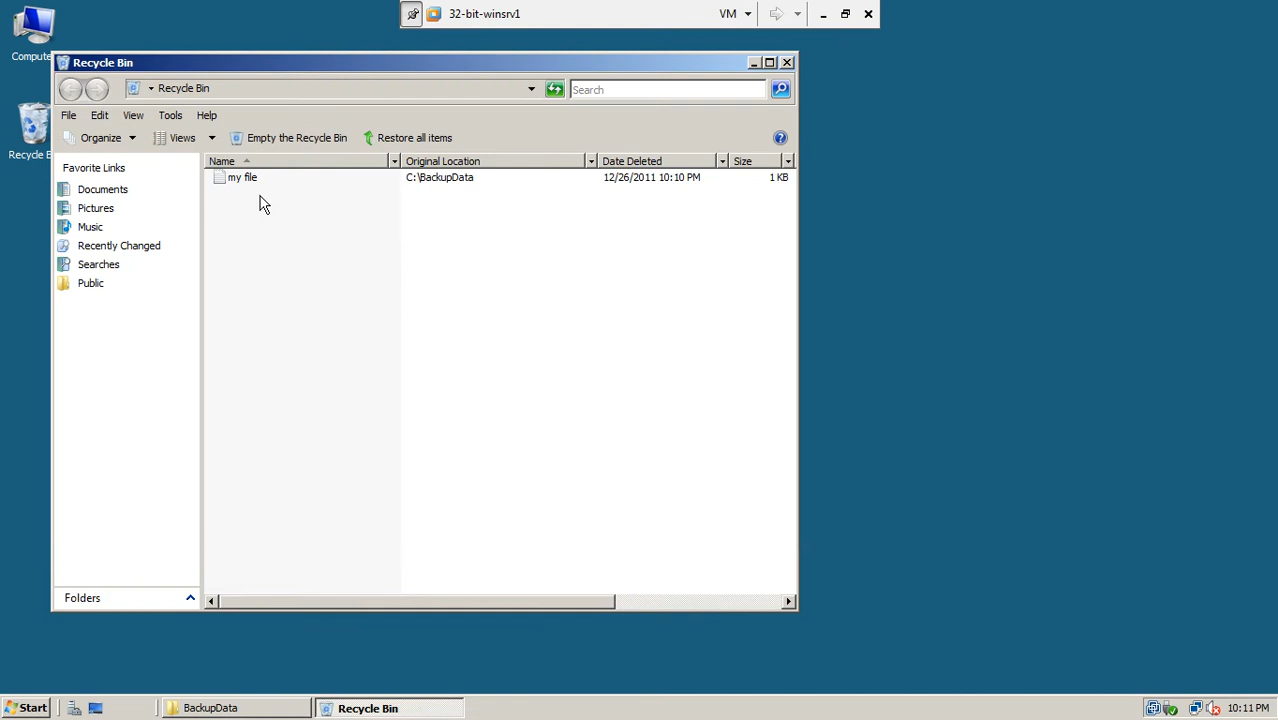 32-bit-winsrv1 VM
Compute
Recycle Bin
Recycle Bin
Search
File Edit View Tools Help
Organize Views Empty the Recycle Bin Restore all items
Favorite Links
Name Original Location Date Deleted Size
my file C:\BackupData 12/26/2011 10:10 PM 1 KB
Recycle B
Documents
Pictures
Music
Recently Changed
Searches
Public
Folders
Start BackupData Recycle Bin 10:11 PM